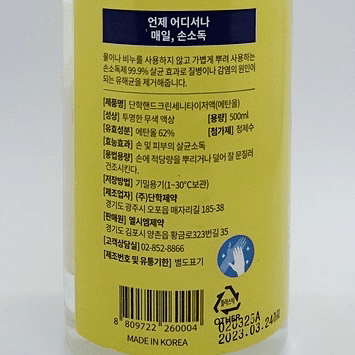 언제 어디서나
매일, 손소독
물이나 비누를 사용하지 않고 가볍게 뿌려 사용하는
손소독제 99.9% 살균 효과로 질병이나 감염의 원인이
되는 유해균을 제거해줍니다.
[제품명] 단학핸드크린세니타이저액(에탄올)
[성상] 투명한 무색 액상 [용량] 500ml
[유효성분] 에탄올 62% [첨가제] 정제수
[효능효과] 손 및 피부의 살균소독
[용법용량] 손에 적당량을 뿌리거나 덜어 잘 문질러
건조시킨다.
[저장방법] 기밀용기(1~30℃보관)
[제조업자] (주)단학제약
경기도 광주시 오포읍 매자리길 185-38
[판매원] 엘시엠제약
경기도 김포시 양촌읍 황금로323번길 35
[고객상담실] 02-852-8866
[제조번호 및 유통기한] 별도표기
8 809722 260004
MADE IN KOREA
플라스틱
OTHER
020325A
2023.03.24까지